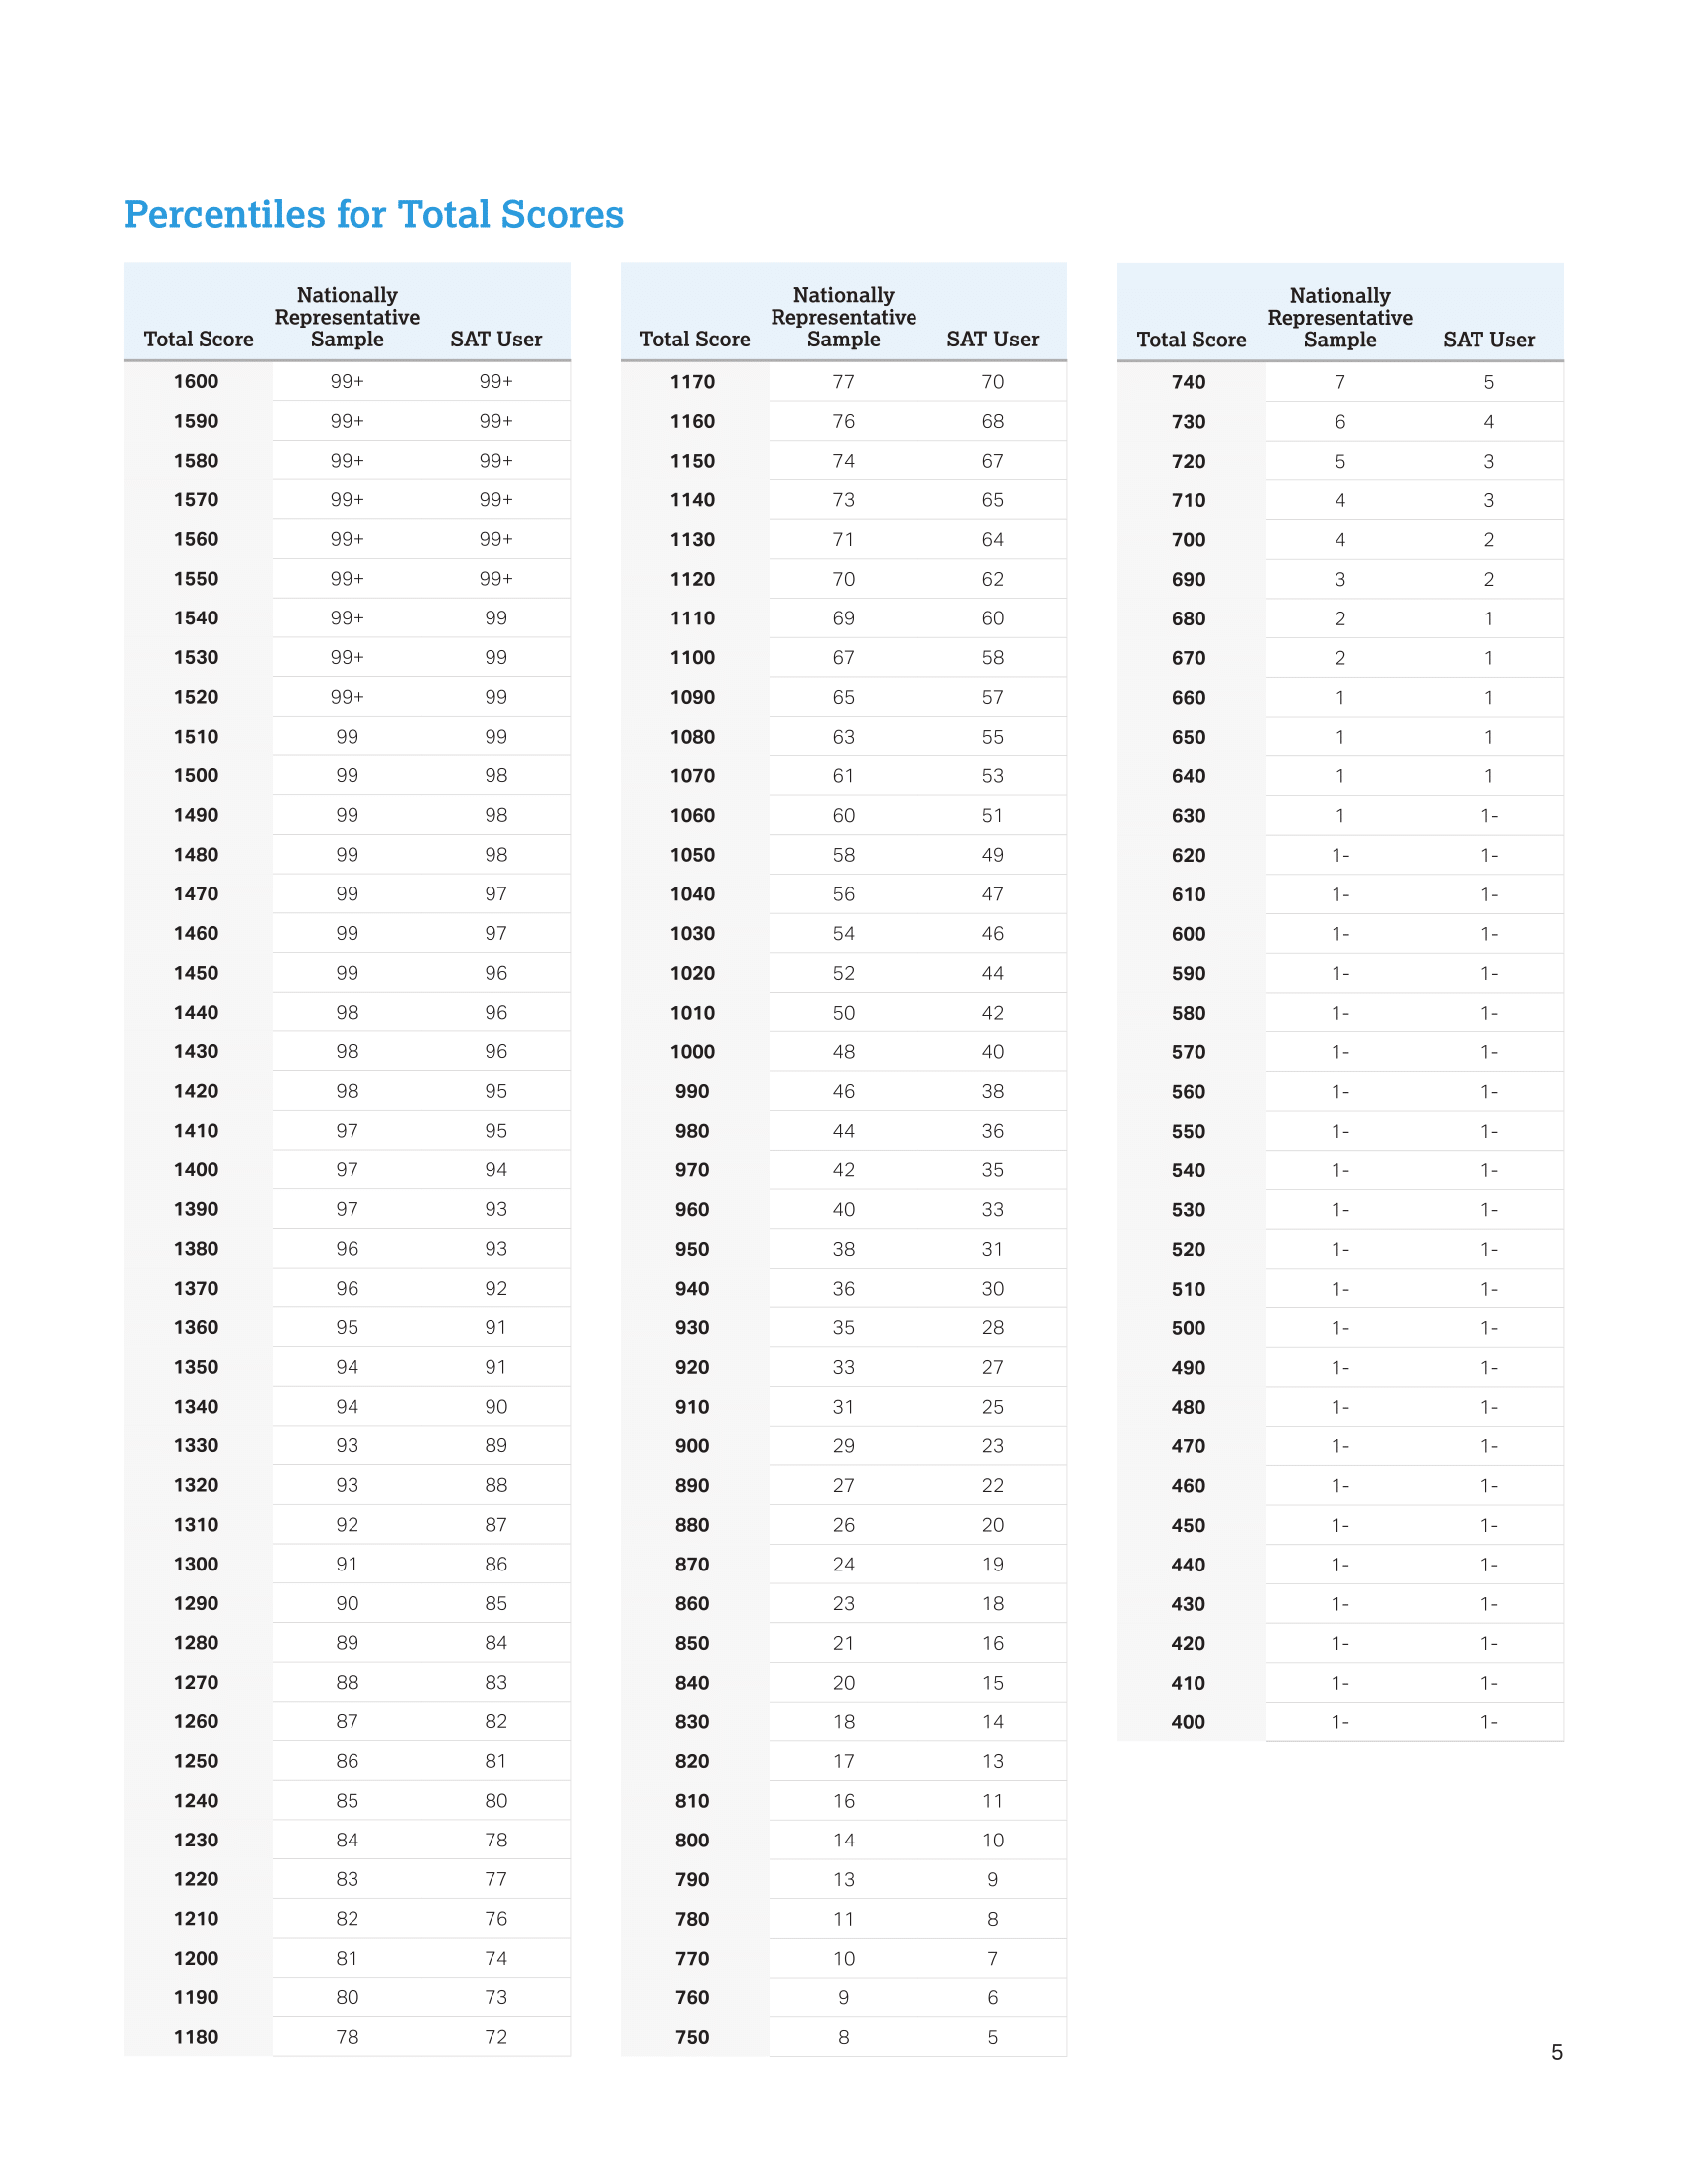 Percentiles for Total Scores
Total Score Nationally Representative Sample SAT User
1600 99+ 99+
1590 99+ 99+
1580 99+ 99+
1570 99+ 99+
1560 99+ 99+
1550 99+ 99+
1540 99+ 99
1530 99+ 99
1520 99+ 99
1510 99 99
1500 99 98
1490 99 98
1480 99 98
1470 99 97
1460 99 97
1450 99 96
1440 98 96
1430 98 96
1420 98 95
1410 97 95
1400 97 94
1390 97 93
1380 96 93
1370 96 92
1360 95 91
1350 94 91
1340 94 90
1330 93 89
1320 93 88
1310 92 87
1300 91 86
1290 90 85
1280 89 84
1270 88 83
1260 87 82
1250 86 81
1240 85 80
1230 84 78
1220 83 77
1210 82 76
1200 81 74
1190 80 73
1180 78 72
Total Score Nationally Representative Sample SAT User
1170 77 70
1160 76 68
1150 74 67
1140 73 65
1130 71 64
1120 70 62
1110 69 60
1100 67 58
1090 65 57
1080 63 55
1070 61 53
1060 60 51
1050 58 49
1040 56 47
1030 54 46
1020 52 44
1010 50 42
1000 48 40
990 46 38
980 44 36
970 42 35
960 40 33
950 38 31
940 36 30
930 35 28
920 33 27
910 31 25
900 29 23
890 27 22
880 26 20
870 24 19
860 23 18
850 21 16
840 20 15
830 18 14
820 17 13
810 16 11
800 14 10
790 13 9
780 11 8
770 10 7
760 9 6
750 8 5
Total Score Nationally Representative Sample SAT User
740 7 5
730 6 4
720 5 3
710 4 3
700 4 2
690 3 2
680 2 1
670 2 1
660 1 1
650 1 1
640 1 1
630 1 1-
620 1- 1-
610 1- 1-
600 1- 1-
590 1- 1-
580 1- 1-
570 1- 1-
560 1- 1-
550 1- 1-
540 1- 1-
530 1- 1-
520 1- 1-
510 1- 1-
500 1- 1-
490 1- 1-
480 1- 1-
470 1- 1-
460 1- 1-
450 1- 1-
440 1- 1-
430 1- 1-
420 1- 1-
410 1- 1-
400 1- 1-
5